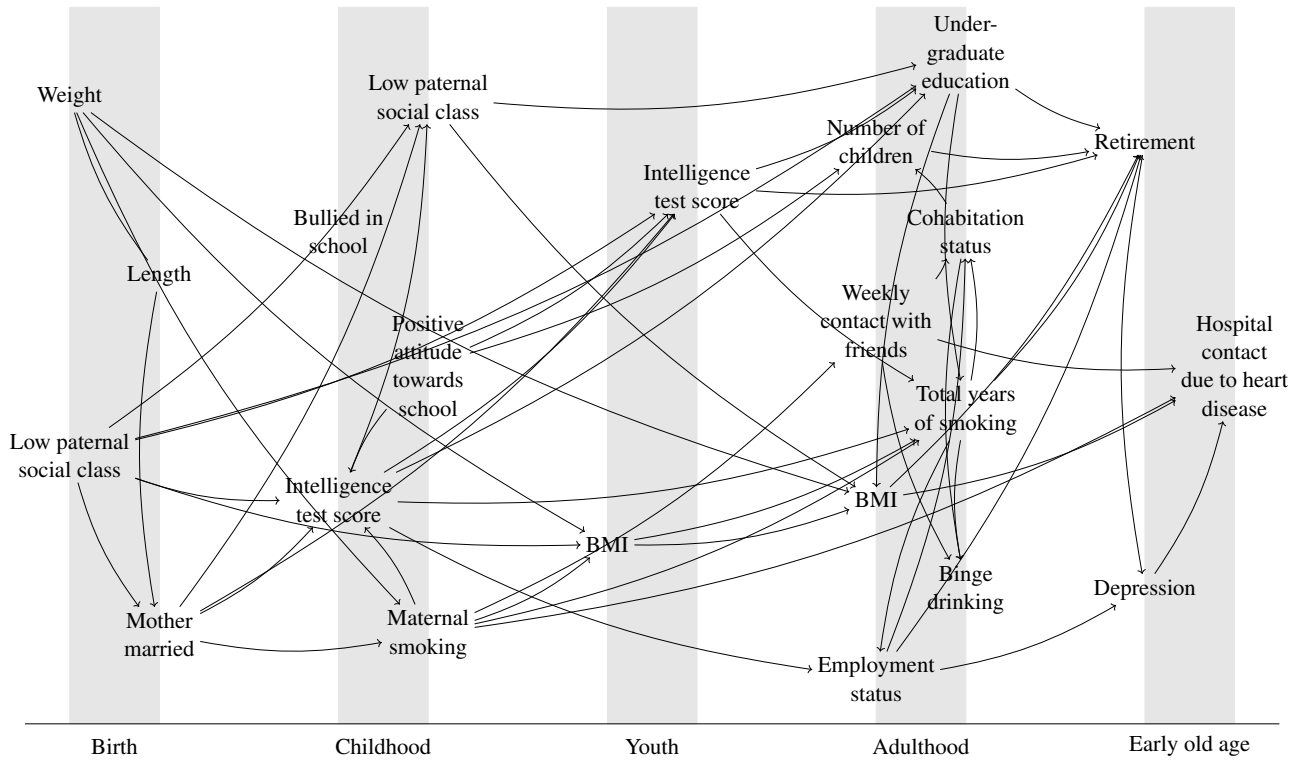 Weight
Length
Low paternal
social class
Mother
married
Low paternal
social class
Bullied in
school
Positive
attitude
towards
school
Intelligence
test score
Maternal
smoking
Intelligence
test score
BMI
Under-
graduate
education
Number of
children
Cohabitation
status
Weekly
contact with
friends
Total years
of smoking
BMI
Binge
drinking
Employment
status
Retirement
Depression
Hospital
contact
due to heart
disease
Birth
Childhood
Youth
Adulthood
Early old age